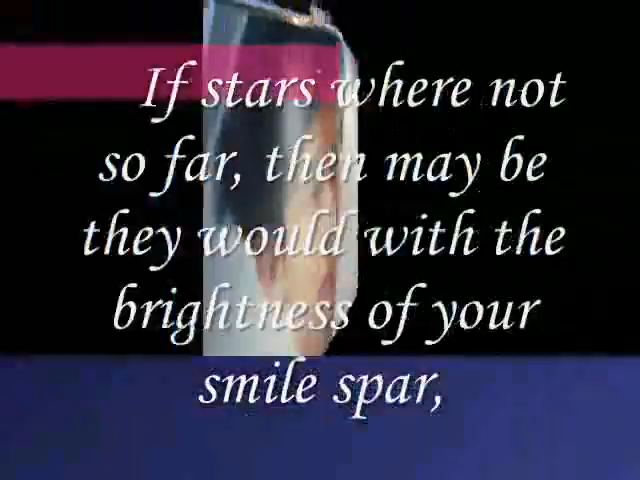 If stars where not
so far, then may be
they would with the
brightness of your
smile spar,